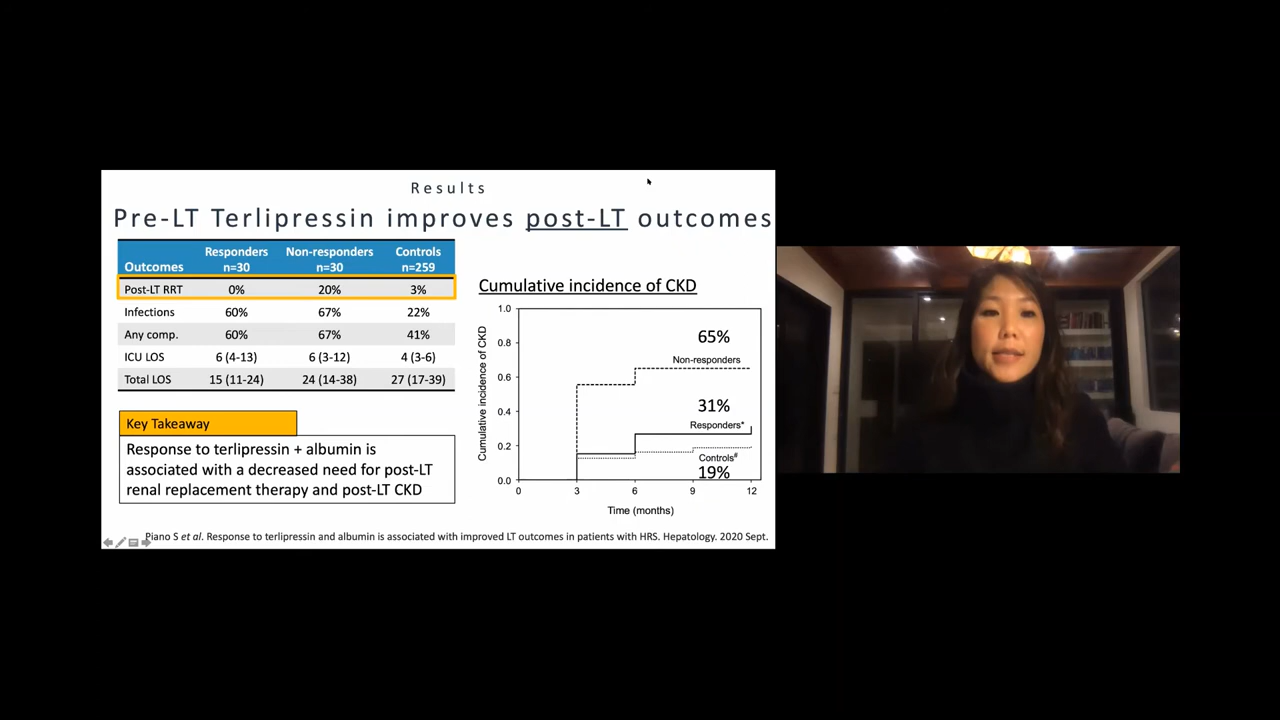 Results
Pre-LT Terlipressin improves post-LT outcomes
Outcomes Responders n=30 Non-responders n=30 Controls n=259
Post-LT RRT 0% 20% 3%
Infections 60% 67% 22%
Any comp. 60% 67% 41%
ICU LOS 6 (4-13) 6 (3-12) 4 (3-6)
Total LOS 15 (11-24) 24 (14-38) 27 (17-39)
Key Takeaway
Response to terlipressin + albumin is
associated with a decreased need for post-LT
renal replacement therapy and post-LT CKD
Cumulative incidence of CKD
Cumulative incidence of CKD
1.0
0.8
0.6
0.4
0.2
0.0
65%
Non-responders
31%
Responders*
Controls#
19%
0 3 6 9 12
Time (months)
Piano S et al. Response to terlipressin and albumin is associated with improved LT outcomes in patients with HRS. Hepatology. 2020 Sept.